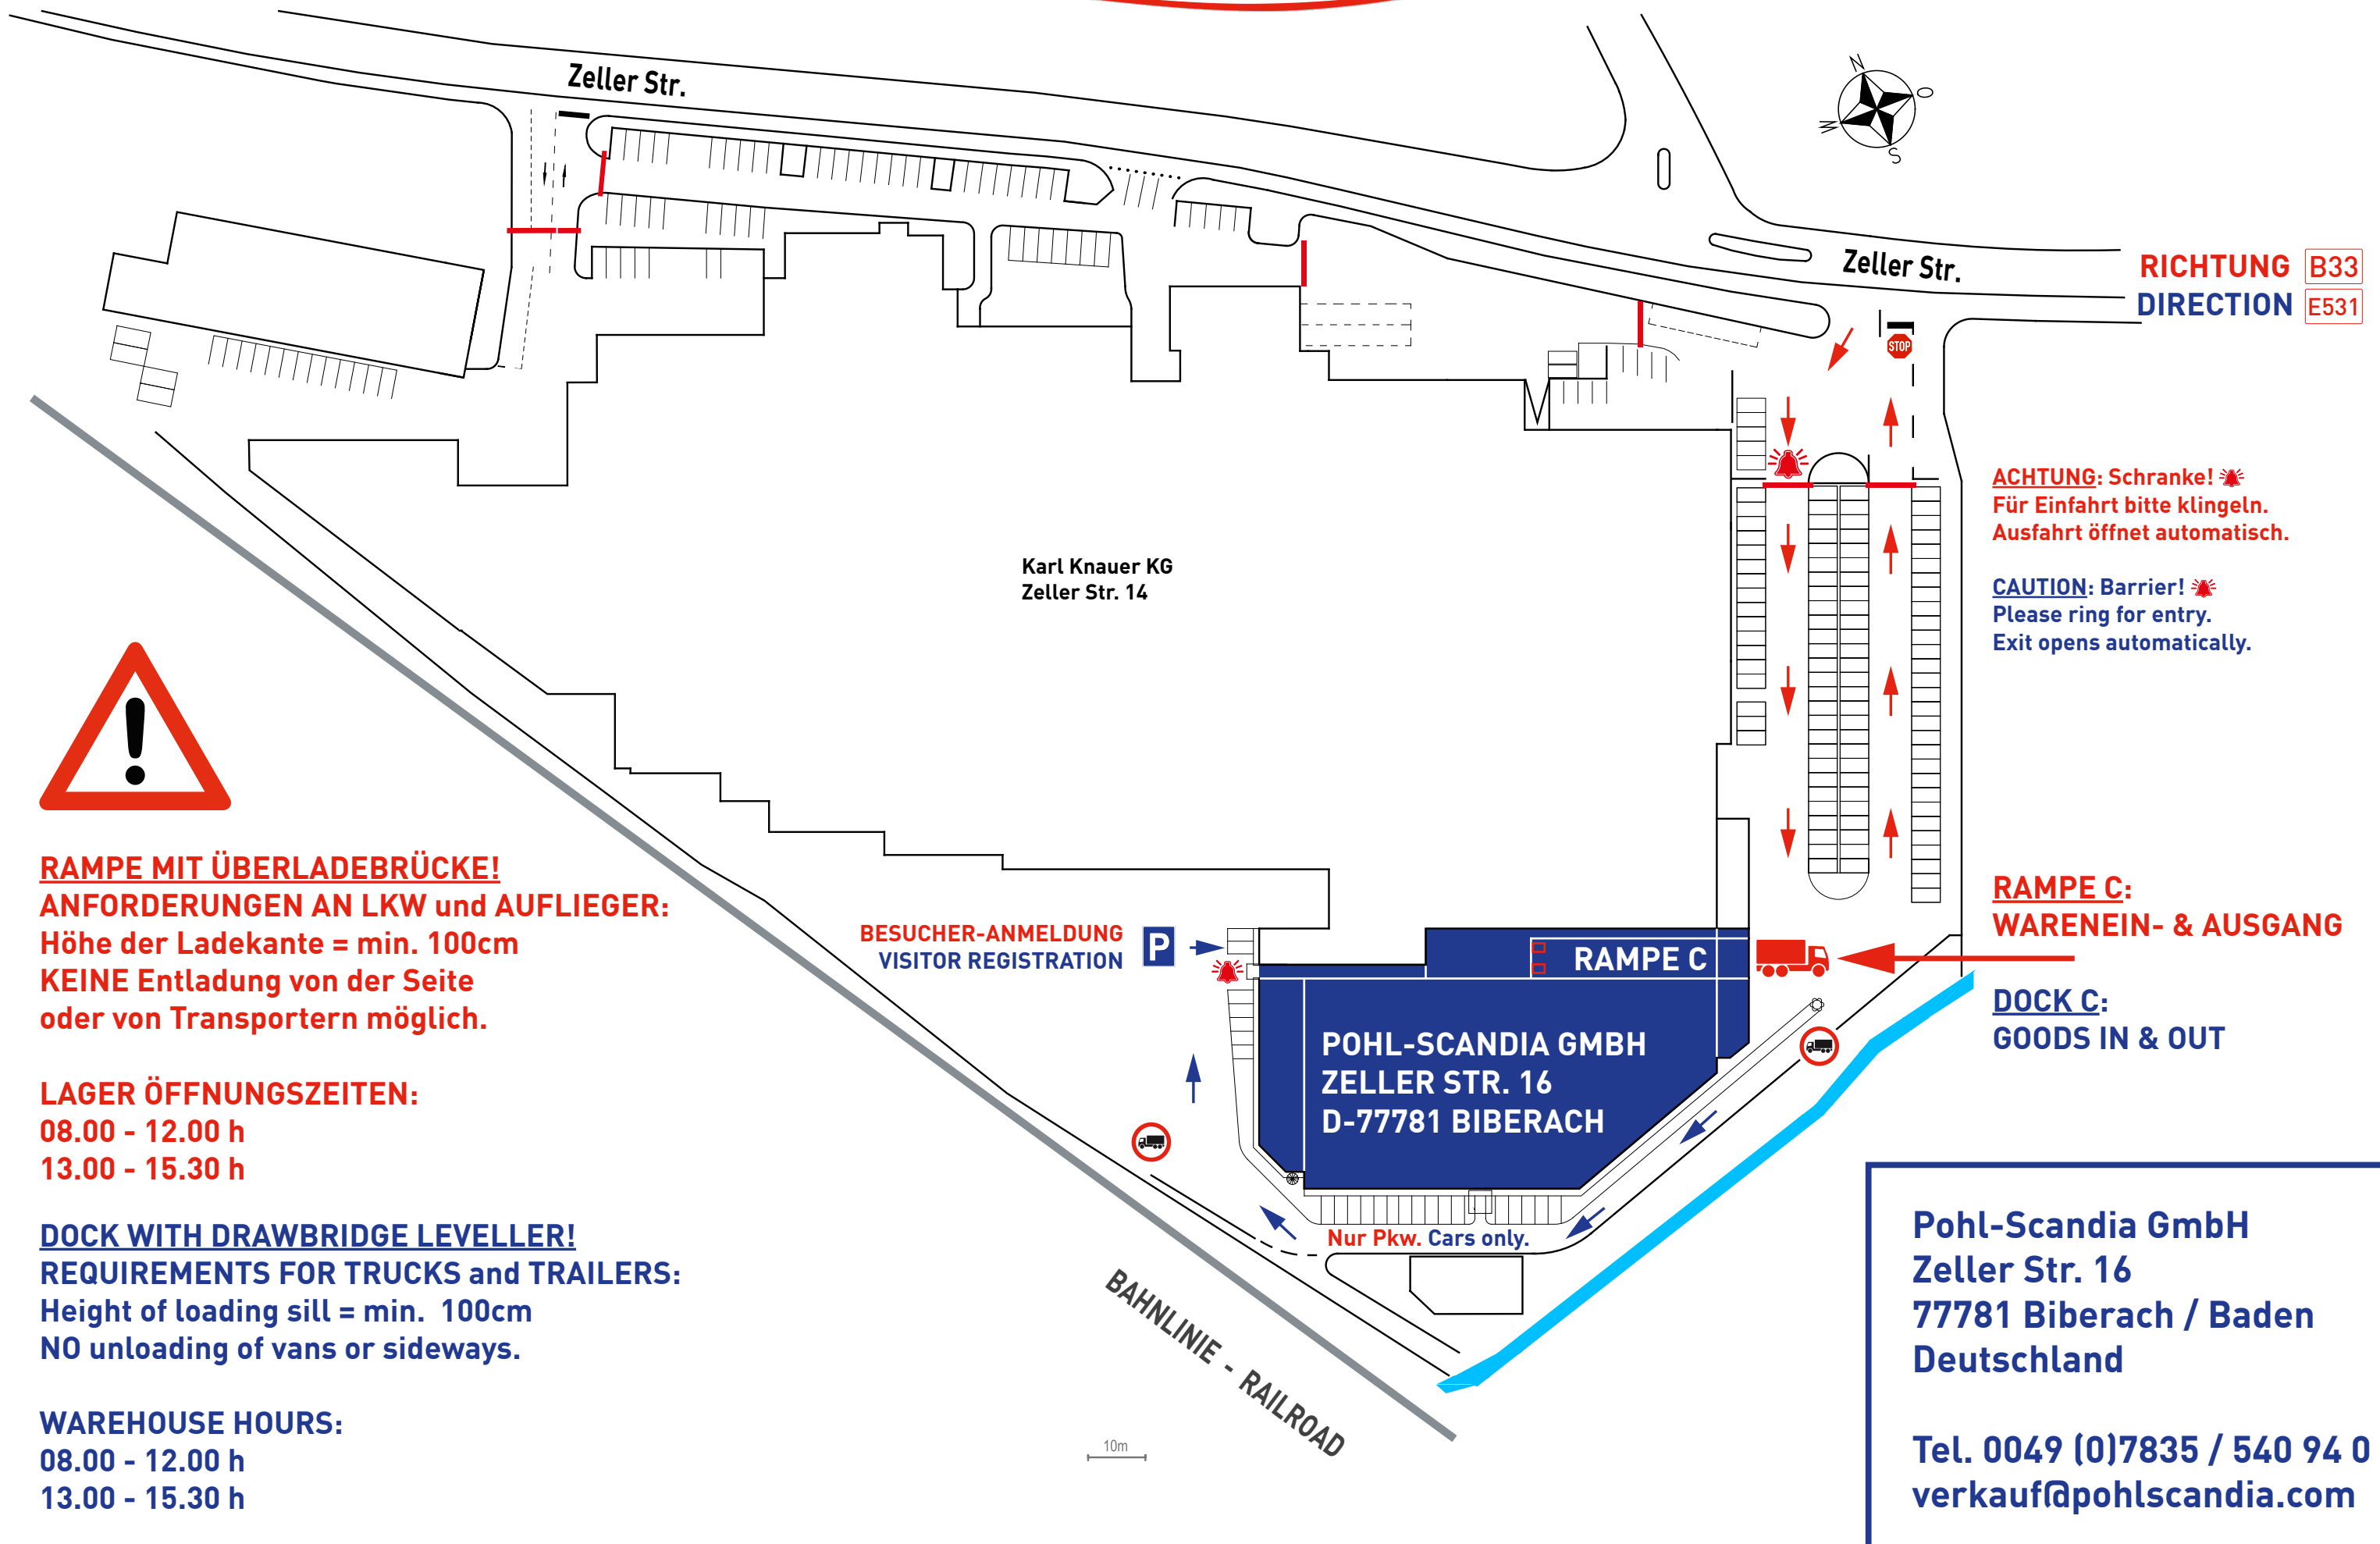 Zeller Str.
N
O
S
W
Zeller Str.
RICHTUNG B33
DIRECTION E531
STOP
ACHTUNG: Schranke!
Für Einfahrt bitte klingeln.
Ausfahrt öffnet automatisch.
CAUTION: Barrier!
Please ring for entry.
Exit opens automatically.
Karl Knauer KG
Zeller Str. 14
RAMPE MIT ÜBERLADEBRÜCKE!
ANFORDERUNGEN AN LKW und AUFLIEGER:
Höhe der Ladekante = min. 100cm
KEINE Entladung von der Seite
oder von Transportern möglich.
LAGER ÖFFNUNGSZEITEN:
08.00 - 12.00 h
13.00 - 15.30 h
DOCK WITH DRAWBRIDGE LEVELLER!
REQUIREMENTS FOR TRUCKS and TRAILERS:
Height of loading sill = min. 100cm
NO unloading of vans or sideways.
WAREHOUSE HOURS:
08.00 - 12.00 h
13.00 - 15.30 h
BESUCHER-ANMELDUNG
VISITOR REGISTRATION
P
RAMPE C
POHL-SCANDIA GMBH
ZELLER STR. 16
D-77781 BIBERACH
RAMPE C:
WARENEIN- & AUSGANG
DOCK C:
GOODS IN & OUT
Nur Pkw. Cars only.
BAHNLINIE - RAILROAD
10m
Pohl-Scandia GmbH
Zeller Str. 16
77781 Biberach / Baden
Deutschland
Tel. 0049 (0)7835 / 540 94 0
verkauf@pohlscandia.com